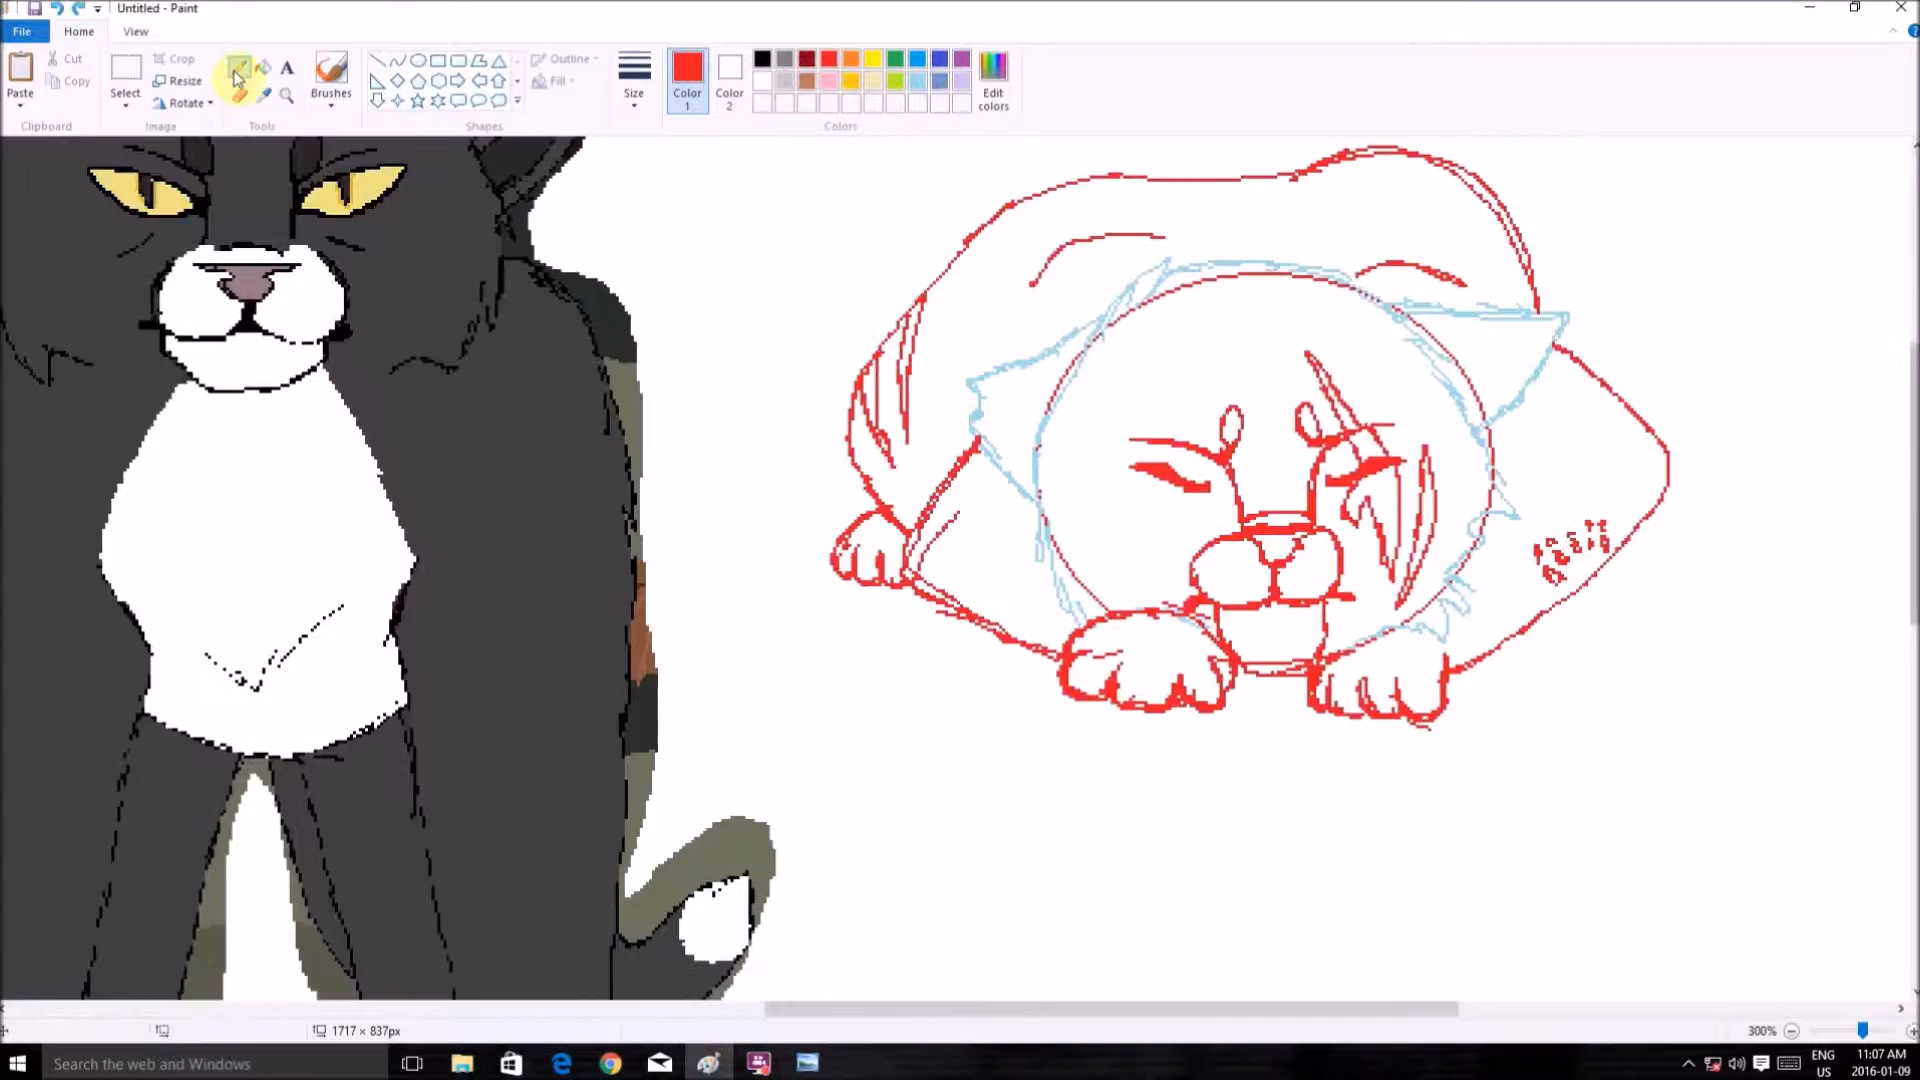 Untitled - Paint
File Home View
Paste Cut Copy Select Crop Resize Rotate A Brushes Outline Fill Size Color 1 Color 2 Edit colors
Clipboard Image Tools Shapes Colors
1717 × 837px 300%
Search the web and Windows ENG US 11:07 AM 2016-01-09